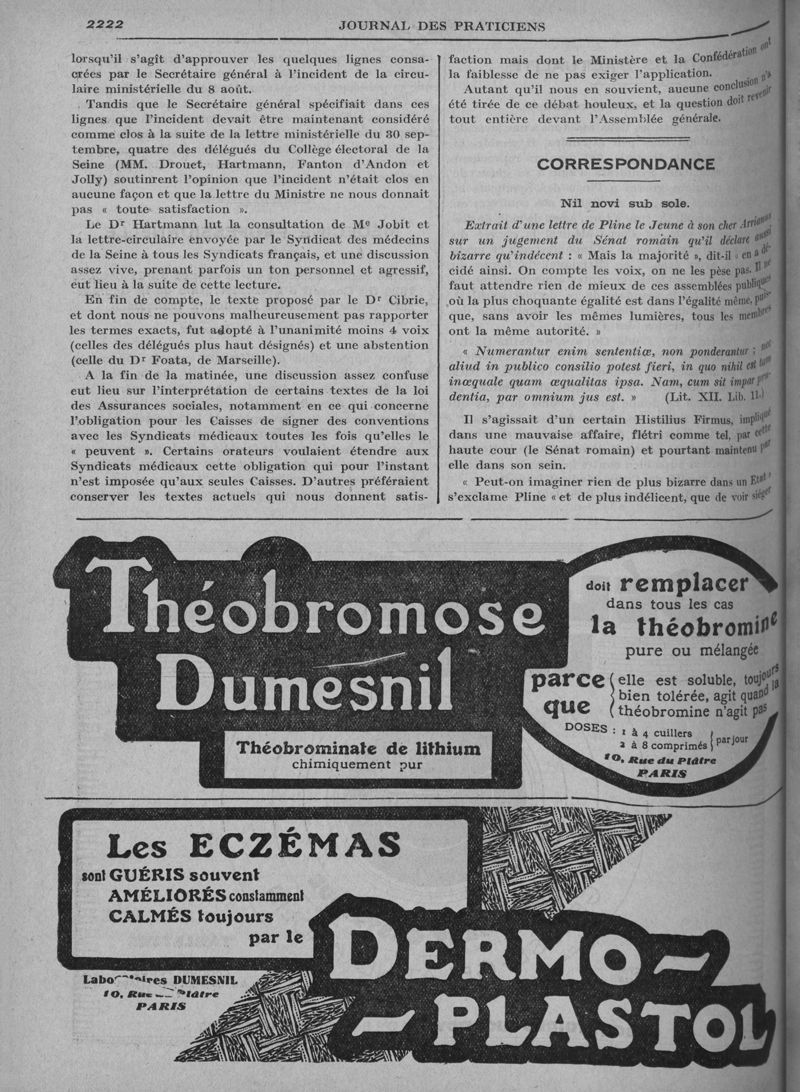 2222
JOURNAL DES PRATICIENS
lorsqu'il s'agît d'approuver les quelques lignes consa-
crées par le Secrétaire général à l'incident de la circu-
laire ministérielle du 8 août.
Tandis que le Secrétaire général spécifiait dans ces
lignes que l'incident devait être maintenant considéré
comme clos à la suite de la lettre ministérielle du 30 sep-
tembre, quatre des délégués du Collège électoral de la
Seine (MM. Drouet, Hartmann, Fanton d'Andon et
Jolly) soutinrent l'opinion que l'incident n'était clos en
aucune façon et que la lettre du Ministre ne nous donnait
pas « toute satisfaction ».
Le Dr Hartmann lut la consultation de Me Jobit et
la lettre-circulaire envoyée par le Syndicat des médecins
de la Seine à tous les Syndicats français, et une discussion
assez vive, prenant parfois un ton personnel et agressif,
eut lieu à la suite de cette lecture.
En fin de compte, le texte proposé par le Dr Cibrie,
et dont nous ne pouvons malheureusement pas rapporter
les termes exacts, fut adopté à l'unanimité moins 4 voix
(celles des délégués plus haut désignés) et une abstention
(celle du Dr Foata, de Marseille).
A la fin de la matinée, une discussion assez confuse
eut lieu sur l'interprétation de certains textes de la loi
des Assurances sociales, notamment en ce qui concerne
l'obligation pour les Caisses de signer des conventions
avec les Syndicats médicaux toutes les fois qu'elles le
« peuvent ». Certains orateurs voulaient étendre aux
Syndicats médicaux cette obligation qui pour l'instant
n'est imposée qu'aux seules Caisses. D'autres préféraient
conserver les textes actuels qui nous donnent satis-
faction mais dont le Ministère et la Confédération ont
la faiblesse de ne pas exiger l'application.
Autant qu'il nous en souvient, aucune conclusion n'a
été tirée de ce débat houleux, et la question doit revenir
tout entière devant l'Assemblée générale.
CORRESPONDANCE
Nil novi sub sole.
Extrait d'une lettre de Pline le Jeune à son cher Arrianus
sur un jugement du Sénat romain qu'il déclare aussi
bizarre qu'indécent : « Mais la majorité », dit-il « en a dé-
cidé ainsi. On compte les voix, on ne les pèse pas. Il ne
faut attendre rien de mieux de ces assemblées publiques
où la plus choquante égalité est dans l'égalité même, puis-
que, sans avoir les mêmes lumières, tous les membres
ont la même autorité. »
« Numerantur enim sententiæ, non ponderantur ; nec
aliud in publico consilio potest fieri, in quo nihil est tam
inæquale quam æqualitas ipsa. Nam, cum sit impar pru-
dentia, par omnium jus est. » (Lit. XII. Lib. II.)
Il s'agissait d'un certain Histilius Firmus, impliqué
dans une mauvaise affaire, flétri comme tel, par cette
haute cour (le Sénat romain) et pourtant maintenu par
elle dans son sein.
« Peut-on imaginer rien de plus bizarre dans un Etat »
s'exclame Pline « et de plus indélicent, que de voir siéger
Théobromose
Dumesnil
Théobrominate de lithium
chimiquement pur
doit remplacer
dans tous les cas
la théobromine
pure ou mélangée
parce que
elle est soluble, toujours
bien tolérée, agit quand la
théobromine n'agit pas
DOSES : 1 à 4 cuillers
2 à 8 comprimés par jour
10, Rue du Plâtre
PARIS
Les ECZÉMAS
sont GUÉRIS souvent
AMÉLIORÉS constamment
CALMÉS toujours
par le
DERMO-
-PLASTOL
DUMESNIL
10, Rue Plâtre
PARIS